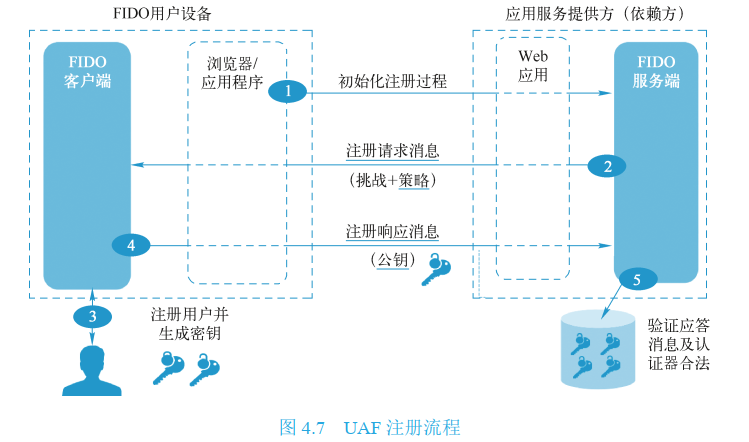 FIDO用户设备
应用服务提供方（依赖方）
FIDO
客户端
浏览器/
应用程序
Web
应用
FIDO
服务端
1
初始化注册过程
注册请求消息
2
（挑战+策略）
4
注册响应消息
（公钥）
5
3
注册用户并
生成密钥
验证应答
消息及认
证器合法
图 4.7 UAF 注册流程